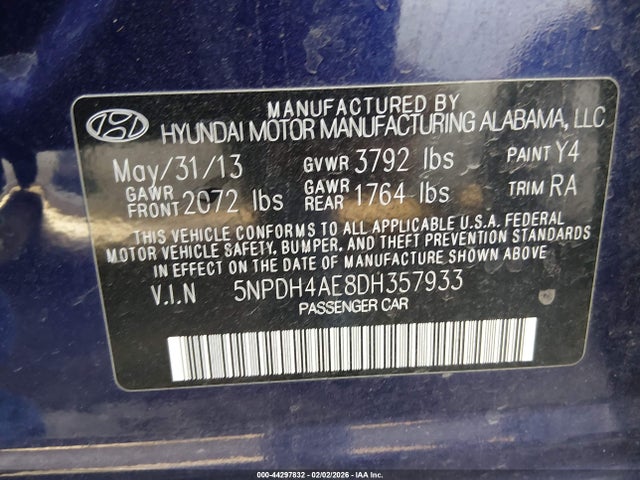 MANUFACTURED BY
HYUNDAI MOTOR MANUFACTURING ALABAMA, LLC
May/31/13 GVWR 3792 lbs PAINT Y4
GAWR FRONT 2072 lbs GAWR REAR 1764 lbs TRIM RA
THIS VEHICLE CONFORMS TO ALL APPLICABLE U.S.A. FEDERAL
MOTOR VEHICLE SAFETY, BUMPER, AND THEFT PREVENTION STANDARDS
IN EFFECT ON THE DATE OF MANUFACTURE SHOWN ABOVE
V.I.N 5NPDH4AE8DH357933
PASSENGER CAR
000-44297832 - 02/02/2026 - IAA Inc.